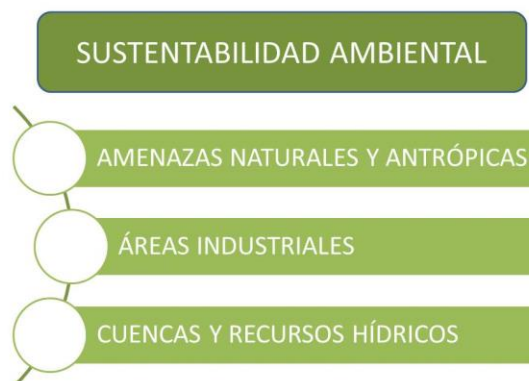 SUSTENTABILIDAD AMBIENTAL
AMENAZAS NATURALES Y ANTRÓPICAS
ÁREAS INDUSTRIALES
CUENCAS Y RECURSOS HÍDRICOS